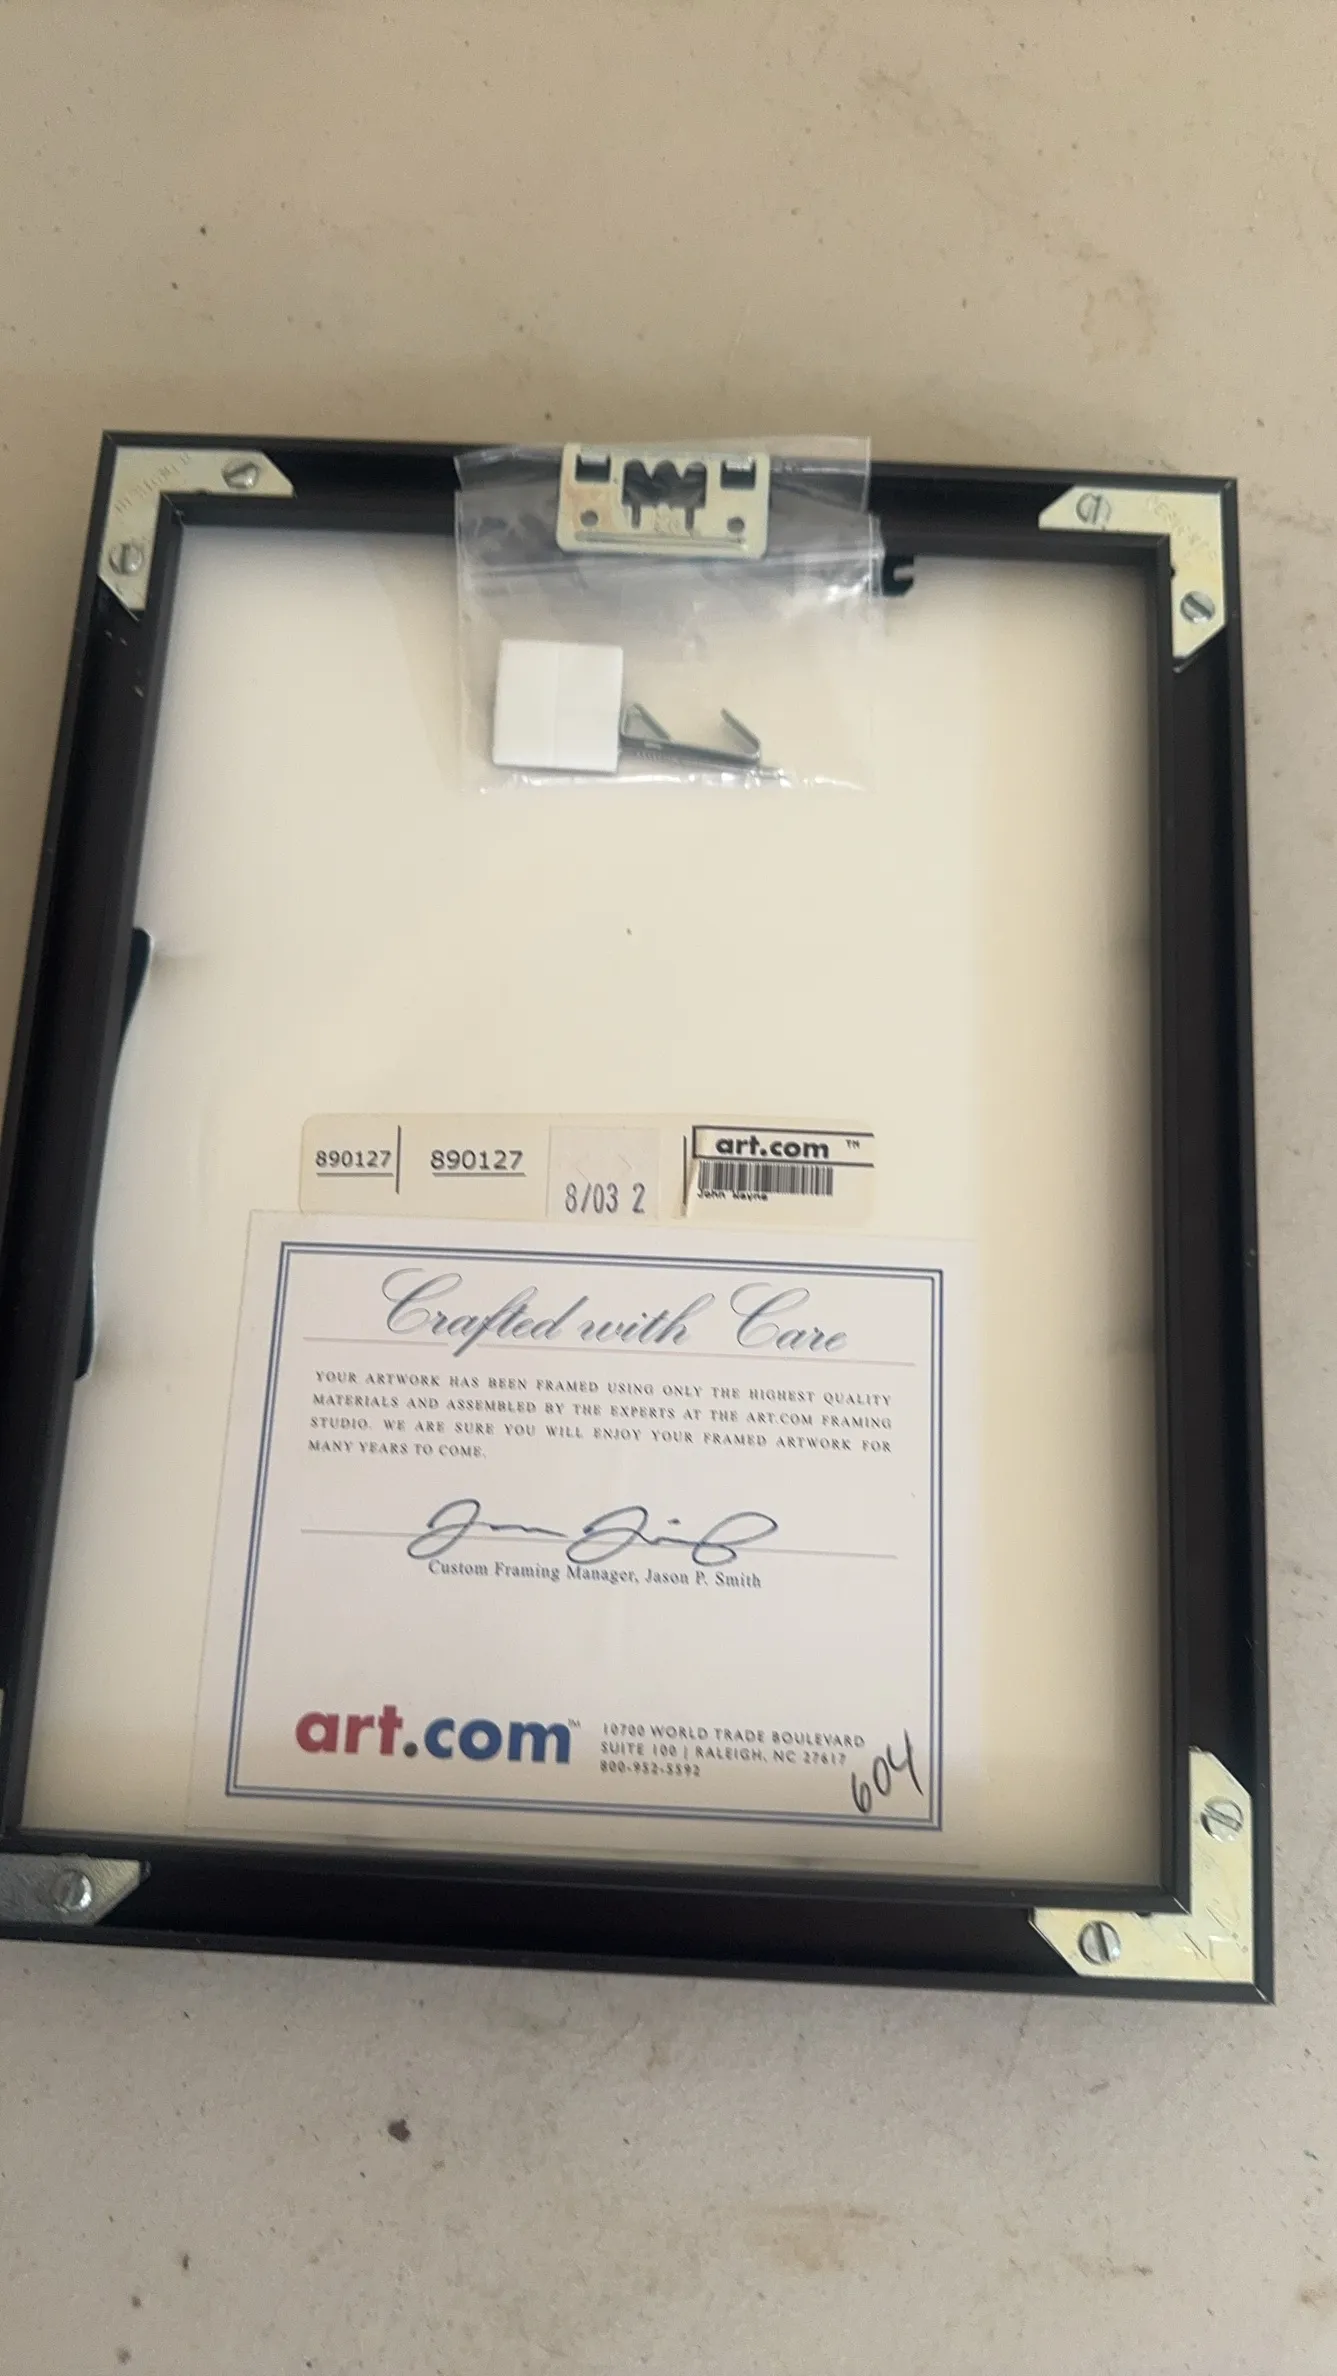 890127
890127
8/03 2
art.com ™
John Wayne
Crafted with Care
YOUR ARTWORK HAS BEEN FRAMED USING ONLY THE HIGHEST QUALITY
MATERIALS AND ASSEMBLED BY THE EXPERTS AT THE ART.COM FRAMING
STUDIO. WE ARE SURE YOU WILL ENJOY YOUR FRAMED ARTWORK FOR
MANY YEARS TO COME.
Custom Framing Manager, Jason P. Smith
art.com™
10700 WORLD TRADE BOULEVARD
SUITE 100 | RALEIGH, NC 27617
800-952-5592
604